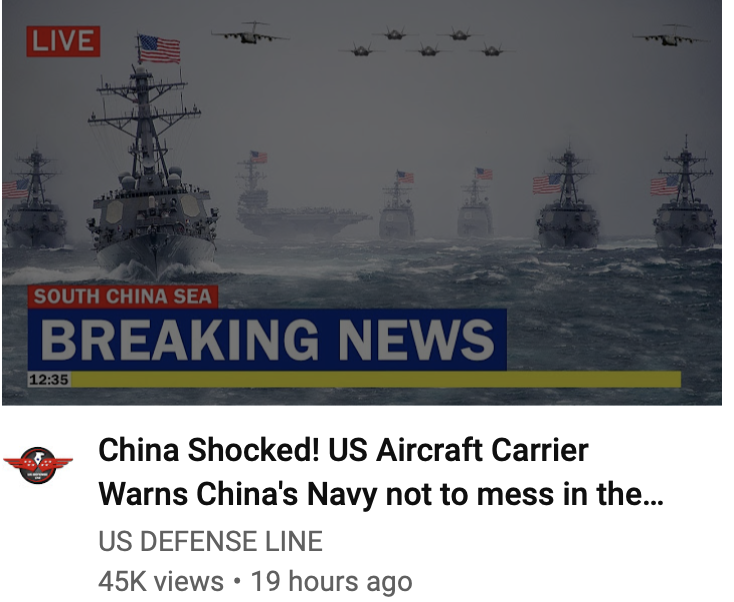 LIVE
SOUTH CHINA SEA
BREAKING NEWS
12:35
China Shocked! US Aircraft Carrier
Warns China's Navy not to mess in the...
US DEFENSE LINE
45K views • 19 hours ago